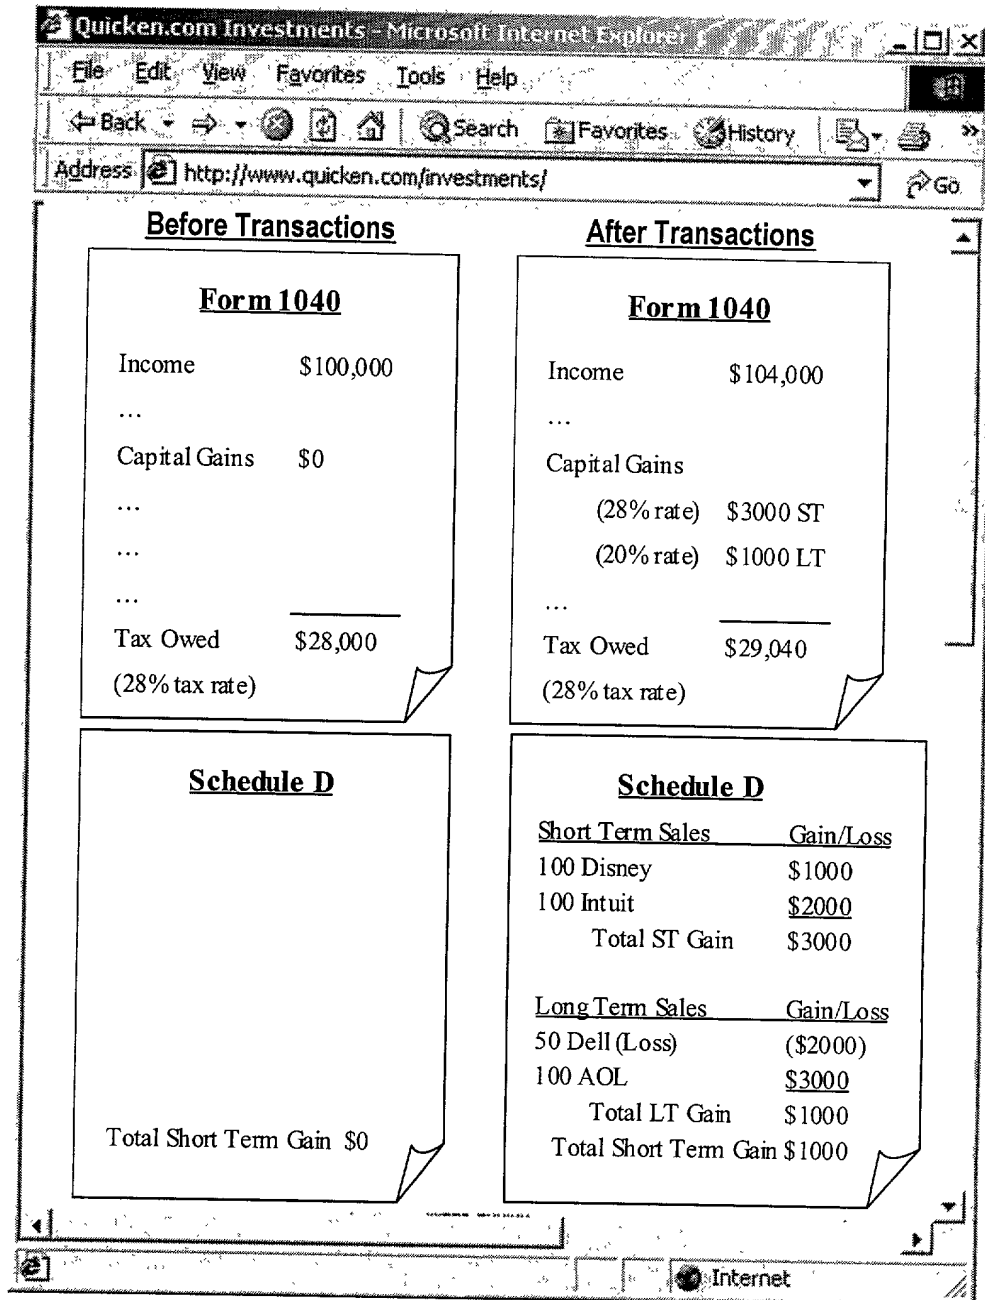 Quicken.com Investments - Microsoft Internet Explorer
File Edit View Favorites Tools Help
Back Search Favorites History »
Address http://www.quicken.com/investments/ Go
Before Transactions
Form 1040
Income $100,000
...
Capital Gains $0
...
...
...
Tax Owed $28,000
(28% tax rate)
Schedule D
Total Short Term Gain $0
After Transactions
Form 1040
Income $104,000
...
Capital Gains
(28% rate) $3000 ST
(20% rate) $1000 LT
...
Tax Owed $29,040
(28% tax rate)
Schedule D
Short Term Sales Gain/Loss
100 Disney $1000
100 Intuit $2000
Total ST Gain $3000
Long Term Sales Gain/Loss
50 Dell (Loss) ($2000)
100 AOL $3000
Total LT Gain $1000
Total Short Term Gain $1000
Internet